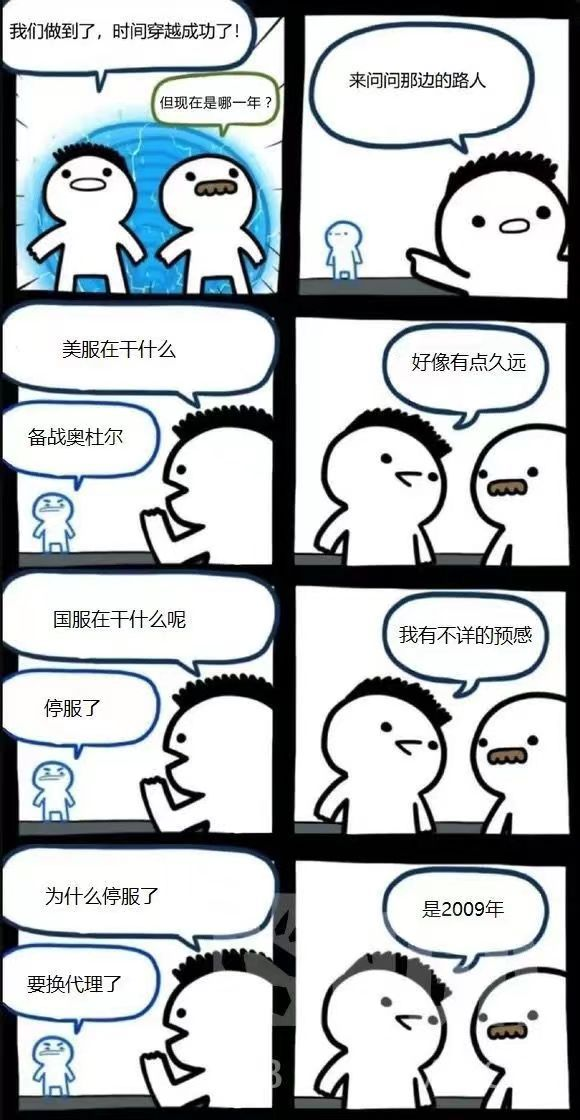 我们做到了，时间穿越成功了！
但现在是哪一年？
来问问那边的路人
美服在干什么
备战奥杜尔
好像有点久远
国服在干什么呢
停服了
我有不详的预感
为什么停服了
要换代理了
是2009年